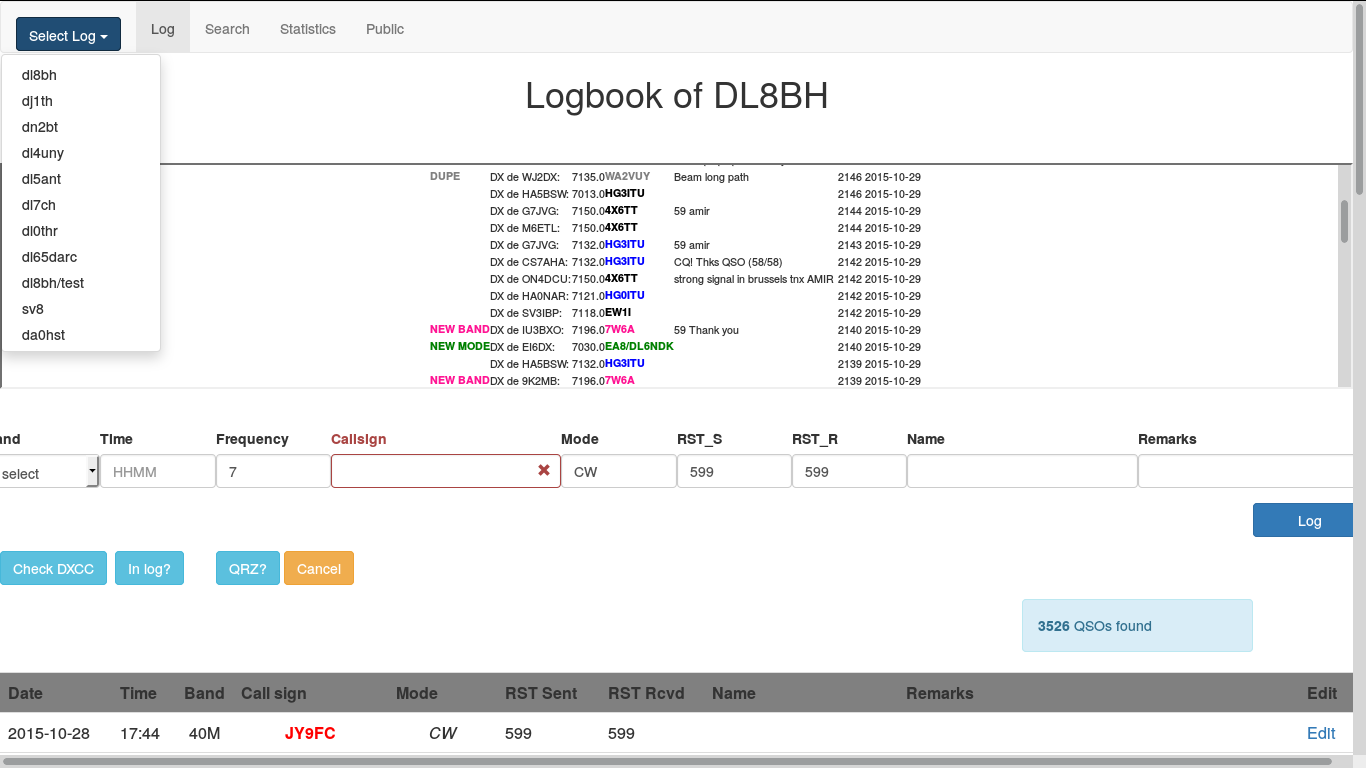 Select Log Log Search Statistics Public
dl8bh
dj1th
dn2bt
dl4uny
dl5ant
dl7ch
dl0thr
dl65darc
dl8bh/test
sv8
da0hst
Logbook of DL8BH
DUPE DX de WJ2DX: 7135.0 WA2VUY Beam long path 2146 2015-10-29
DX de HA5BSW: 7013.0 HG3ITU 2146 2015-10-29
DX de G7JVG: 7150.0 4X6TT 59 amir 2144 2015-10-29
DX de M6ETL: 7150.0 4X6TT 2144 2015-10-29
DX de G7JVG: 7132.0 HG3ITU 59 amir 2143 2015-10-29
DX de CS7AHA: 7132.0 HG3ITU CQ! Thks QSO (58/58) 2142 2015-10-29
DX de ON4DCU: 7150.0 4X6TT strong signal in brussels tnx AMIR 2142 2015-10-29
DX de HA0NAR: 7121.0 HG0ITU 2142 2015-10-29
DX de SV3IBP: 7118.0 EW1I 2142 2015-10-29
NEW BAND DX de IU3BXO: 7196.0 7W6A 59 Thank you 2140 2015-10-29
NEW MODE DX de EI6DX: 7030.0 EA8/DL6NDK 2140 2015-10-29
DX de HA5BSW: 7132.0 HG3ITU 2139 2015-10-29
NEW BAND DX de 9K2MB: 7196.0 7W6A 2139 2015-10-29
and Time Frequency Callsign Mode RST_S RST_R Name Remarks
select HHMM 7 CW 599 599
Log
Check DXCC In log? QRZ? Cancel
3526 QSOs found
Date Time Band Call sign Mode RST Sent RST Rcvd Name Remarks Edit
2015-10-28 17:44 40M JY9FC CW 599 599 Edit